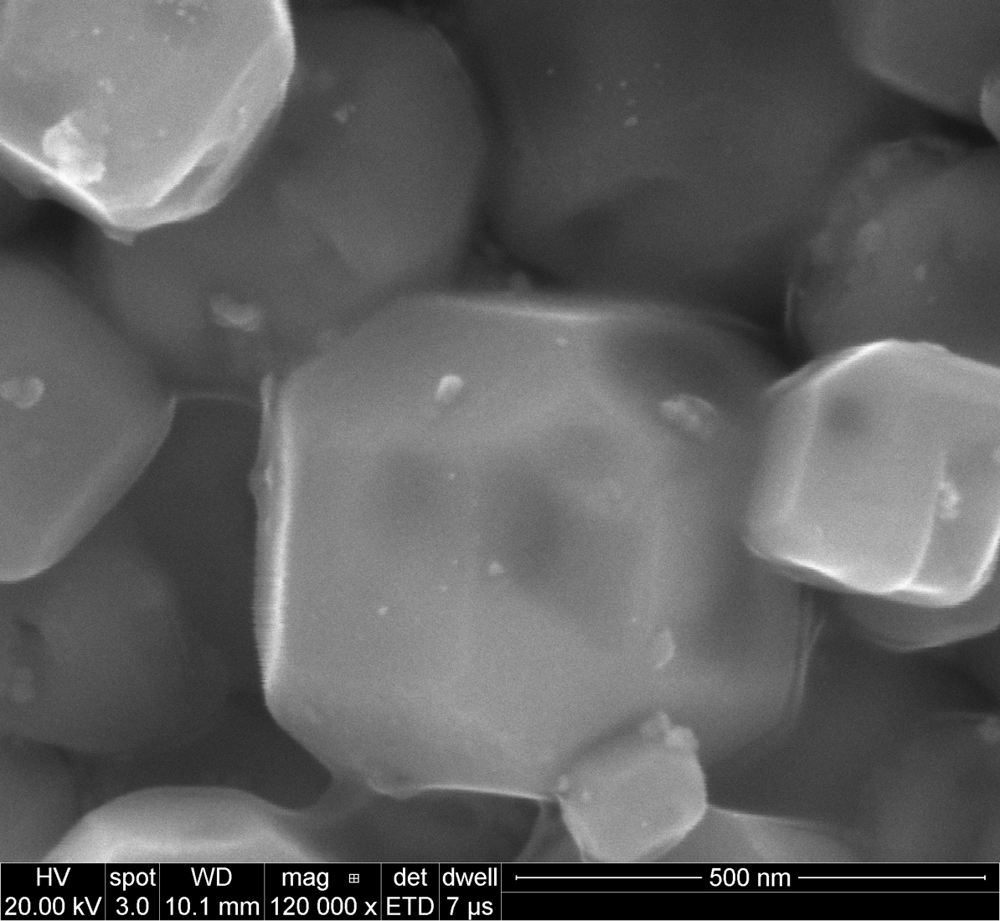 HV spot WD mag ⊞ det dwell 500 nm
20.00 kV 3.0 10.1 mm 120 000 x ETD 7 µs